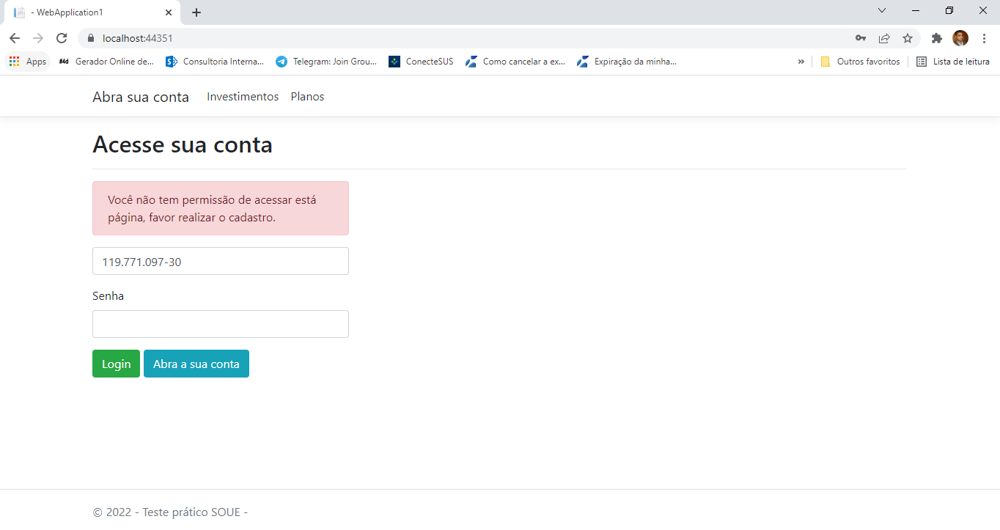 - WebApplication1
localhost:44351
Apps
#4d Gerador Online de...
Consultoria Interna...
Telegram: Join Grou...
ConecteSUS
Como cancelar a ex...
Expiração da minha...
»
Outros favoritos
Lista de leitura
Abra sua conta Investimentos Planos
Acesse sua conta
Você não tem permissão de acessar está
página, favor realizar o cadastro.
119.771.097-30
Senha
Login Abra a sua conta
© 2022 - Teste prático SOUE -